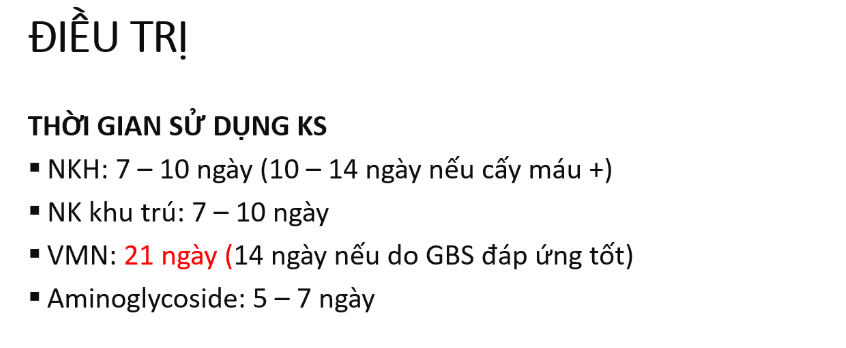 ĐIỀU TRỊ
THỜI GIAN SỬ DỤNG KS
▪ NKH: 7 – 10 ngày (10 – 14 ngày nếu cấy máu +)
▪ NK khu trú: 7 – 10 ngày
▪ VMN: 21 ngày (14 ngày nếu do GBS đáp ứng tốt)
▪ Aminoglycoside: 5 – 7 ngày